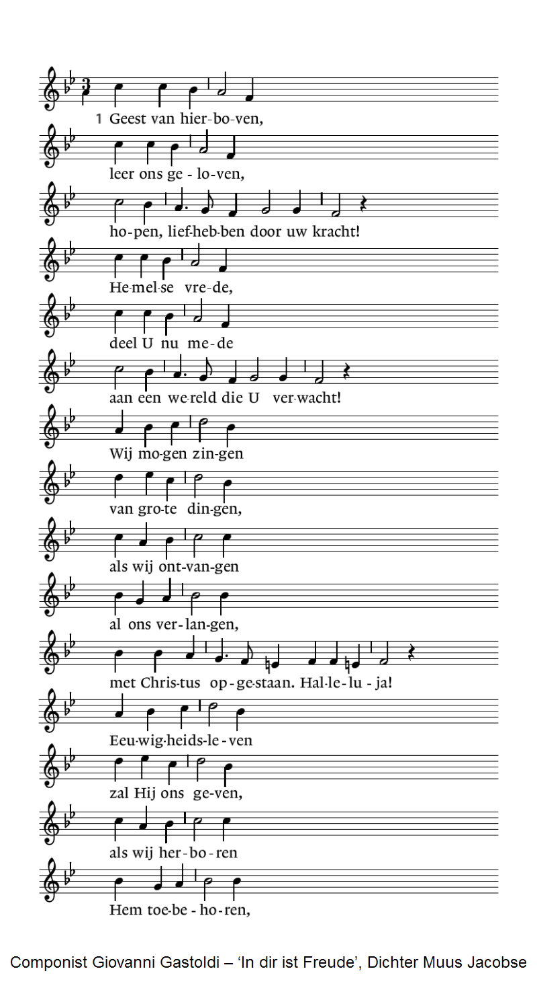 3
1 Geest van hier-bo-ven,
leer ons ge-lo-ven,
ho-pen, lief-heb-ben door uw kracht!
He-mel-se vre-de,
deel U nu me-de
aan een we-reld die U ver-wacht!
Wij mo-gen zin-gen
van gro-te din-gen,
als wij ont-van-gen
al ons ver-lan-gen,
met Chris-tus op-ge-staan. Hal-le-lu-ja!
Eeu-wig-heids-le-ven
zal Hij ons ge-ven,
als wij her-bo-ren
Hem toe-be-ho-ren,
Componist Giovanni Gastoldi – ‘In dir ist Freude’, Dichter Muus Jacobse